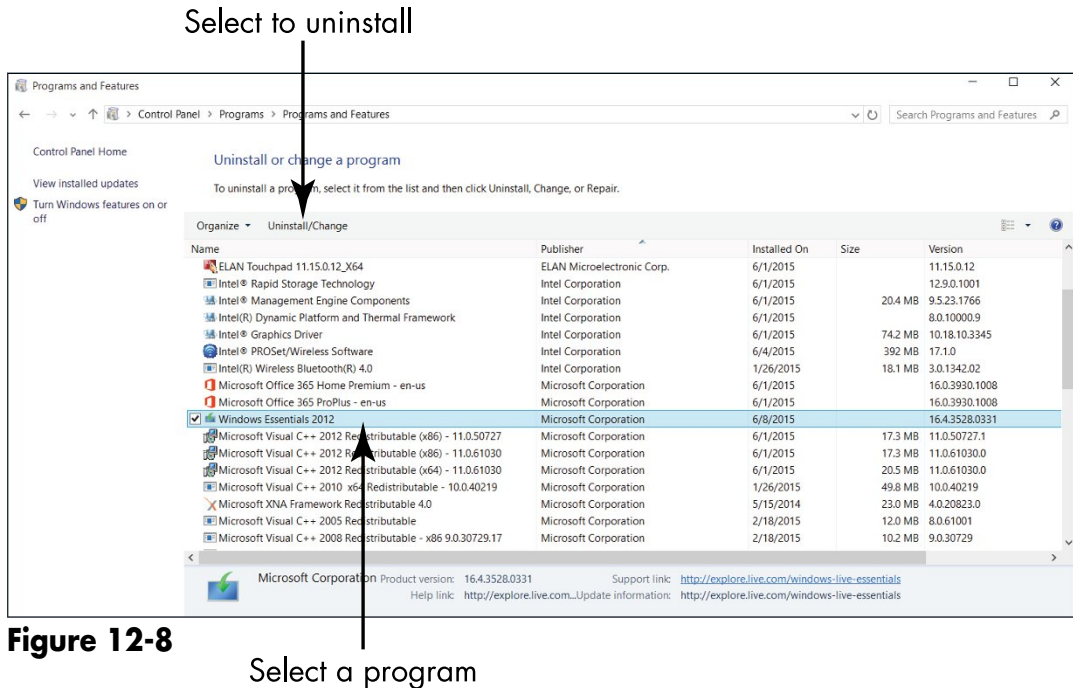 Select to uninstall
Programs and Features
Control Panel > Programs > Programs and Features
Search Programs and Features
Control Panel Home
View installed updates
Turn Windows features on or
off
Uninstall or change a program
To uninstall a program, select it from the list and then click Uninstall, Change, or Repair.
Organize Uninstall/Change
Name Publisher Installed On Size Version
ELAN Touchpad 11.15.0.12_X64 ELAN Microelectronic Corp. 6/1/2015 11.15.0.12
Intel® Rapid Storage Technology Intel Corporation 6/1/2015 12.9.0.1001
Intel® Management Engine Components Intel Corporation 6/1/2015 20.4 MB 9.5.23.1766
Intel(R) Dynamic Platform and Thermal Framework Intel Corporation 6/1/2015 8.0.10000.9
Intel® Graphics Driver Intel Corporation 6/1/2015 74.2 MB 10.18.10.3345
Intel® PROSet/Wireless Software Intel Corporation 6/4/2015 392 MB 17.1.0
Intel(R) Wireless Bluetooth(R) 4.0 Intel Corporation 1/26/2015 18.1 MB 3.0.1342.02
Microsoft Office 365 Home Premium - en-us Microsoft Corporation 6/1/2015 16.0.3930.1008
Microsoft Office 365 ProPlus - en-us Microsoft Corporation 6/1/2015 16.0.3930.1008
Windows Essentials 2012 Microsoft Corporation 6/8/2015 16.4.3528.0331
Microsoft Visual C++ 2012 Redistributable (x86) - 11.0.50727 Microsoft Corporation 6/1/2015 17.3 MB 11.0.50727.1
Microsoft Visual C++ 2012 Redistributable (x86) - 11.0.61030 Microsoft Corporation 6/1/2015 17.3 MB 11.0.61030.0
Microsoft Visual C++ 2012 Redistributable (x64) - 11.0.61030 Microsoft Corporation 6/1/2015 20.5 MB 11.0.61030.0
Microsoft Visual C++ 2010 x64 Redistributable - 10.0.40219 Microsoft Corporation 1/26/2015 49.8 MB 10.0.40219
Microsoft XNA Framework Redistributable 4.0 Microsoft Corporation 5/15/2014 23.0 MB 4.0.20823.0
Microsoft Visual C++ 2005 Redistributable Microsoft Corporation 2/18/2015 12.0 MB 8.0.61001
Microsoft Visual C++ 2008 Redistributable - x86 9.0.30729.17 Microsoft Corporation 2/18/2015 10.2 MB 9.0.30729
Microsoft Corporation Product version: 16.4.3528.0331 Support link: http://explore.live.com/windows-live-essentials
Help link: http://explore.live.com... Update information: http://explore.live.com/windows-live-essentials
Figure 12-8
Select a program